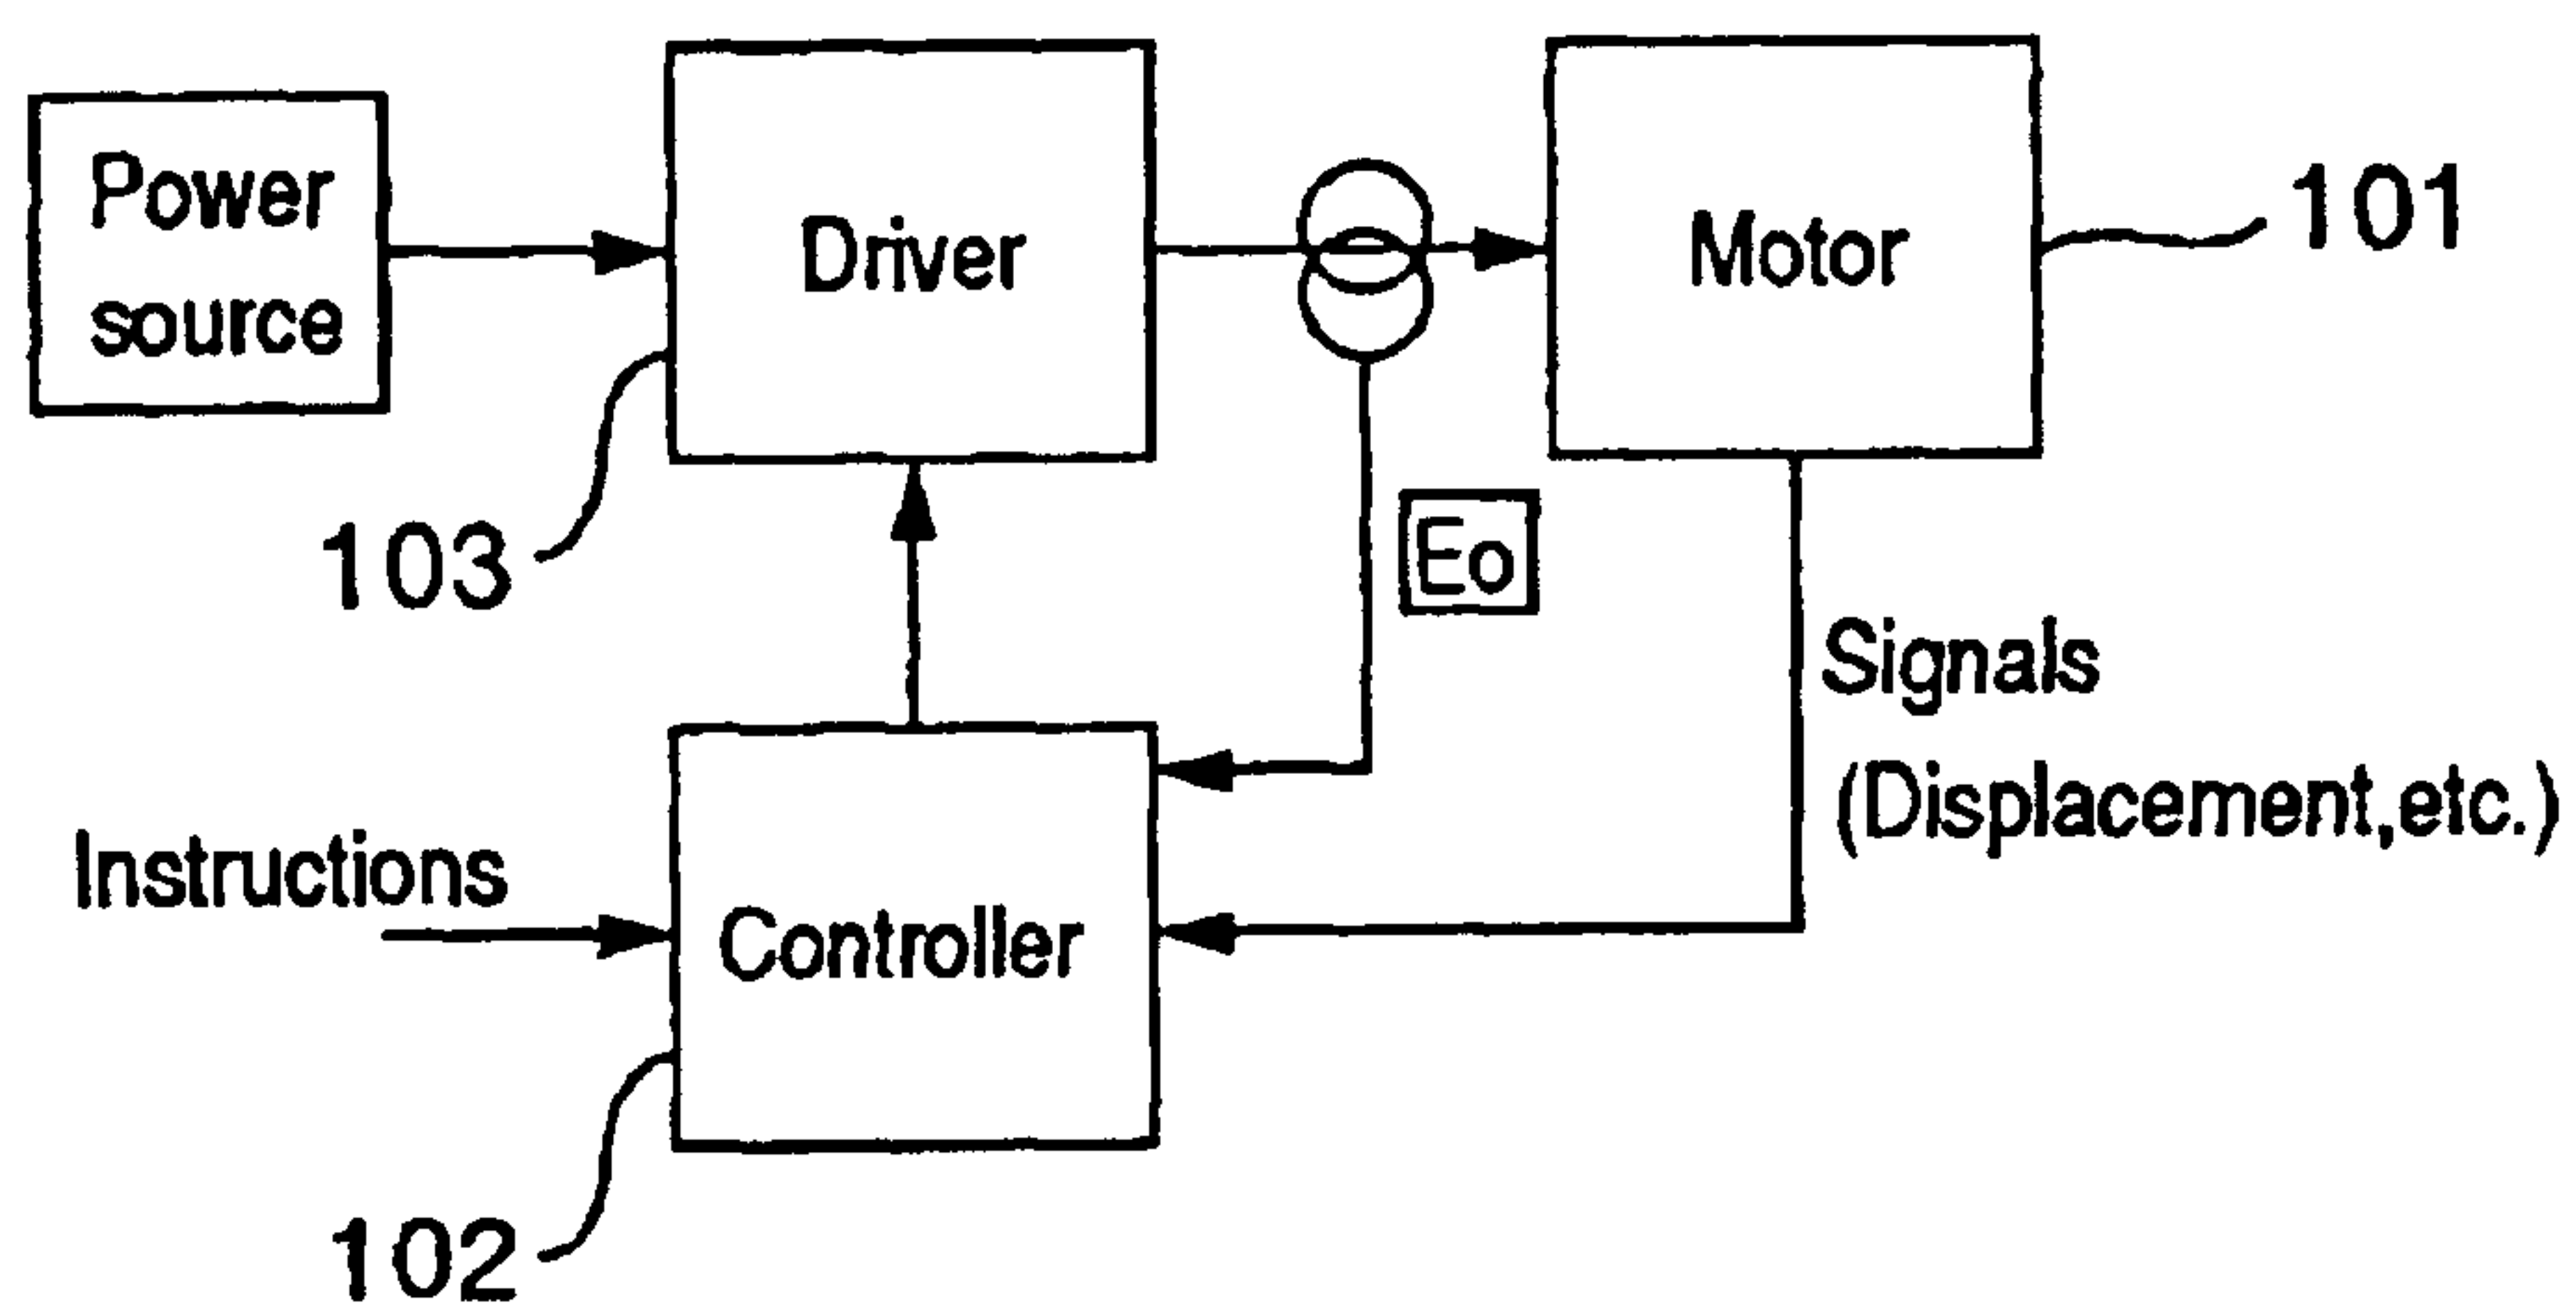 Power
source
Driver
Motor
101
103
Eo
Signals
(Displacement,etc.)
Instructions
Controller
102